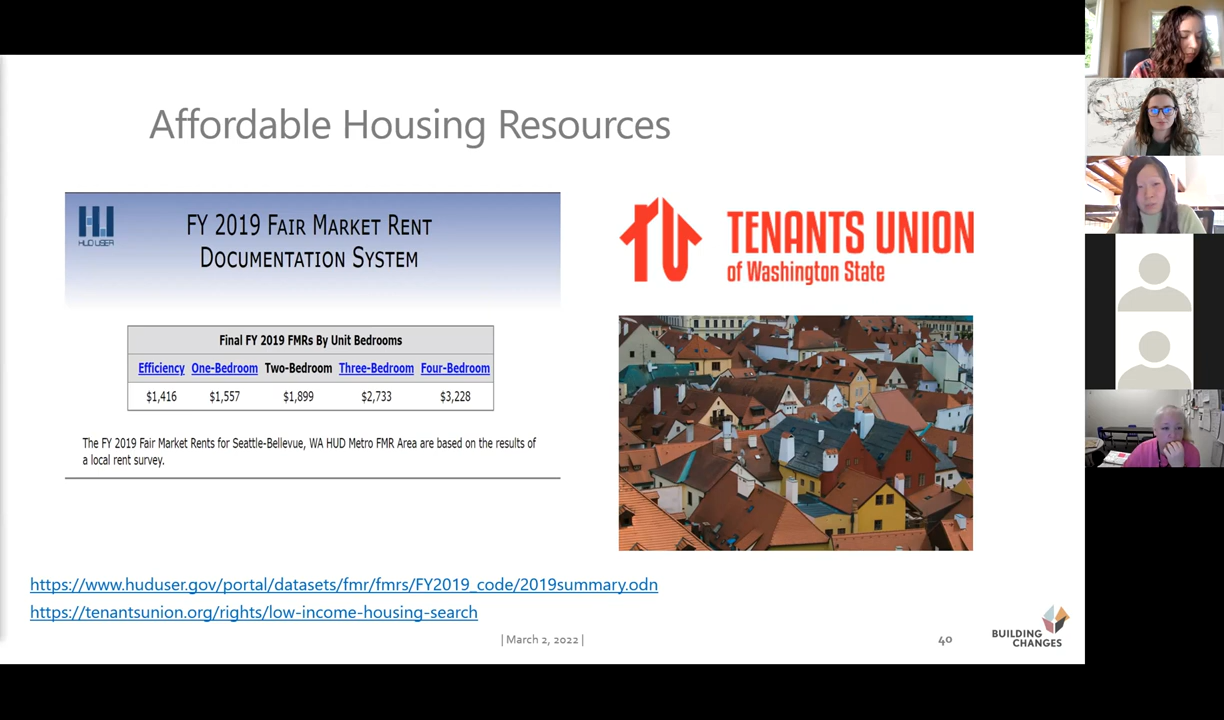 Affordable Housing Resources
HUD USER
FY 2019 FAIR MARKET RENT
DOCUMENTATION SYSTEM
Final FY 2019 FMRs By Unit Bedrooms
Efficiency One-Bedroom Two-Bedroom Three-Bedroom Four-Bedroom
$1,416 $1,557 $1,899 $2,733 $3,228
The FY 2019 Fair Market Rents for Seattle-Bellevue, WA HUD Metro FMR Area are based on the results of
a local rent survey.
TENANTS UNION
of Washington State
https://www.huduser.gov/portal/datasets/fmr/fmrs/FY2019_code/2019summary.odn
https://tenantsunion.org/rights/low-income-housing-search
| March 2, 2022 |
40
BUILDING
CHANGES